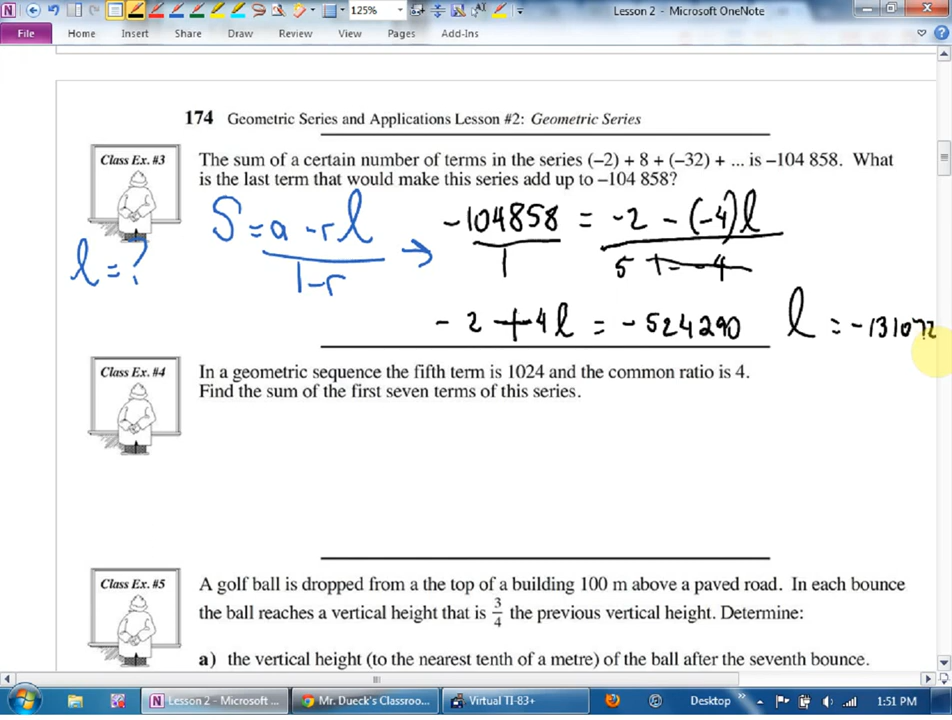 Lesson 2 - Microsoft OneNote
125%
File Home Insert Share Draw Review View Pages Add-Ins
174 Geometric Series and Applications Lesson #2: Geometric Series
Class Ex. #3
The sum of a certain number of terms in the series (−2) + 8 + (−32) + ... is −104 858. What
is the last term that would make this series add up to −104 858?
S = a - rl / 1-r → -104858 / 1 = -2 - (-4)l / 5 1 - -4
l = ?
- 2 + 4l = - 524290 l = -131072
Class Ex. #4
In a geometric sequence the fifth term is 1024 and the common ratio is 4.
Find the sum of the first seven terms of this series.
Class Ex. #5
A golf ball is dropped from a the top of a building 100 m above a paved road. In each bounce
the ball reaches a vertical height that is 3/4 the previous vertical height. Determine:
a) the vertical height (to the nearest tenth of a metre) of the ball after the seventh bounce.
Lesson 2 - Microsoft ... Mr. Dueck's Classroo... Virtual TI-83+ Desktop 1:51 PM